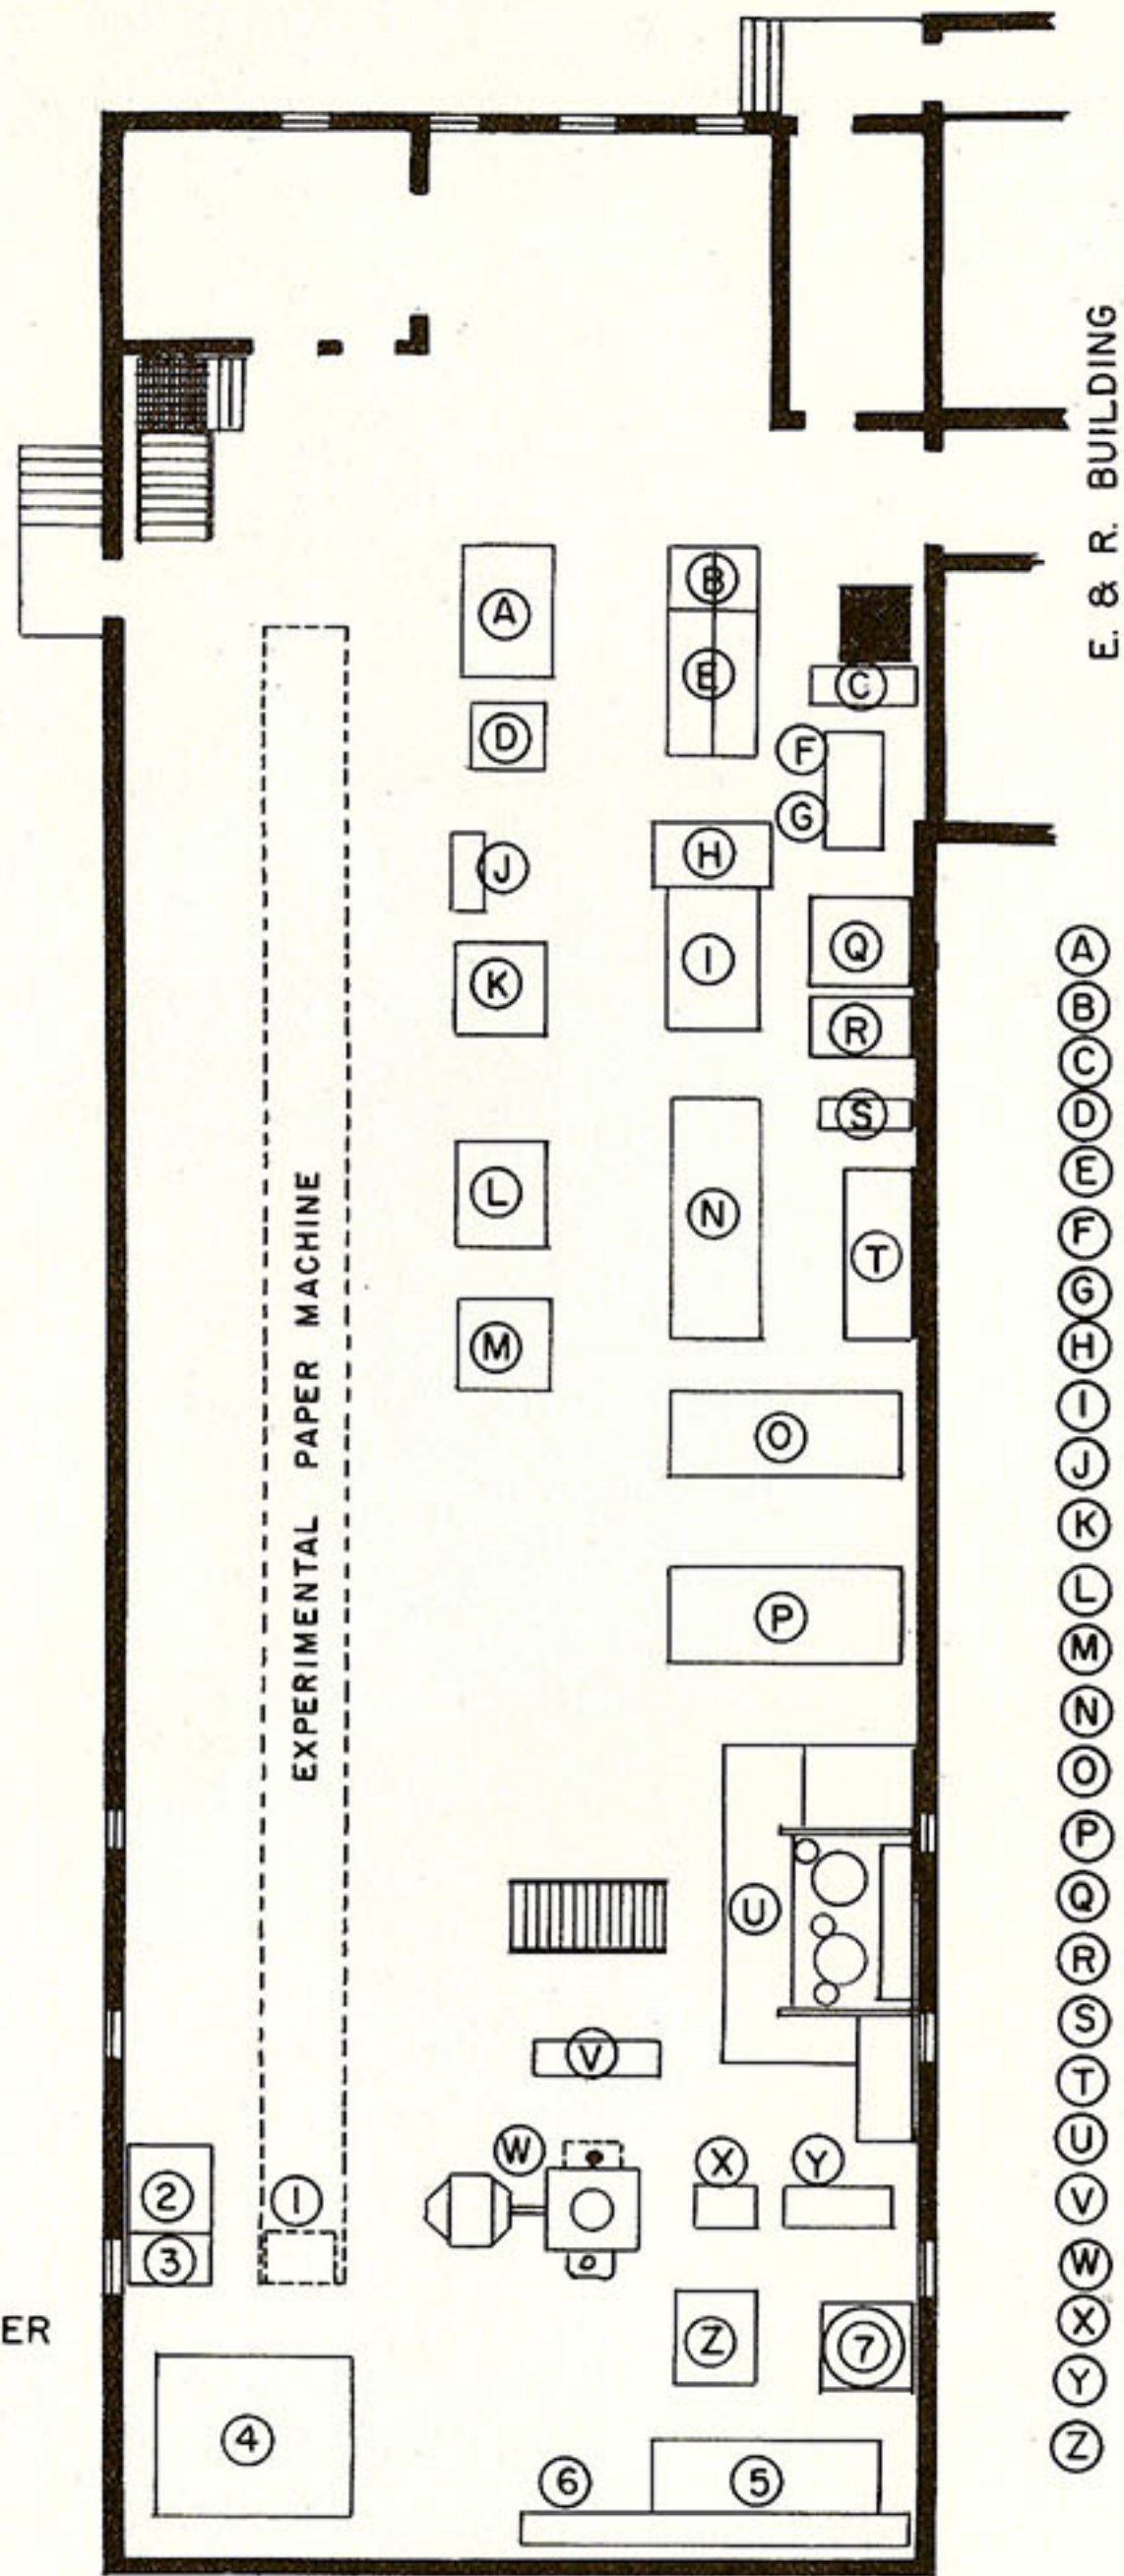 E. & R. BUILDING
A
B
E
C
D
F
G
H
J
I
K
Q
R
S
L
N
T
M
O
P
EXPERIMENTAL PAPER MACHINE
U
V
W
X
Y
2
1
3
Z
7
4
6
5
ER
A
B
C
D
E
F
G
H
I
J
K
L
M
N
O
P
Q
R
S
T
U
V
W
X
Y
Z